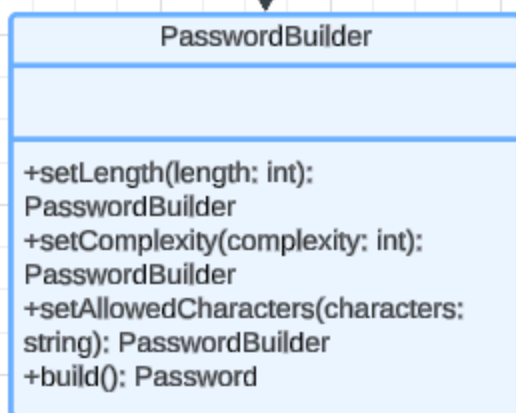 PasswordBuilder
+setLength(length: int):
PasswordBuilder
+setComplexity(complexity: int):
PasswordBuilder
+setAllowedCharacters(characters:
string): PasswordBuilder
+build(): Password